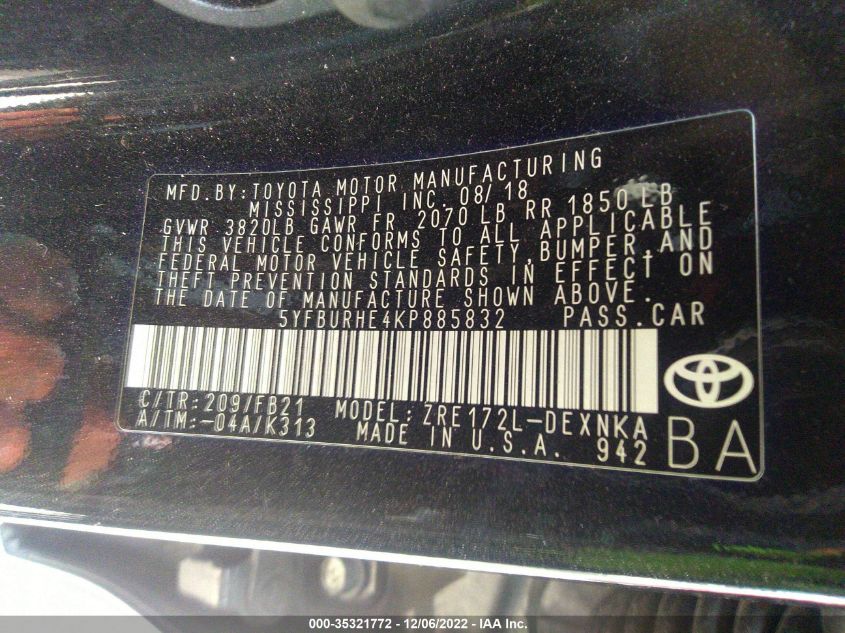 MFD.BY:TOYOTA MOTOR MANUFACTURING
MISSISSIPPI INC. 08/18
GVWR 3820LB GAWR FR 2070 LB RR 1850 LB
THIS VEHICLE CONFORMS TO ALL APPLICABLE
FEDERAL MOTOR VEHICLE SAFETY,BUMPER,AND
THEFT PREVENTION STANDARDS IN EFFECT ON
THE DATE OF MANUFACTURE SHOWN ABOVE.
5YFBURHE4KP885832 PASS.CAR
C/TR:209/FB21 MODEL:ZRE172L-DEXNKA
A/TM:-04A/K313 MADE IN U.S.A. 942
BA
000-35321772 - 12/06/2022 - IAA Inc.